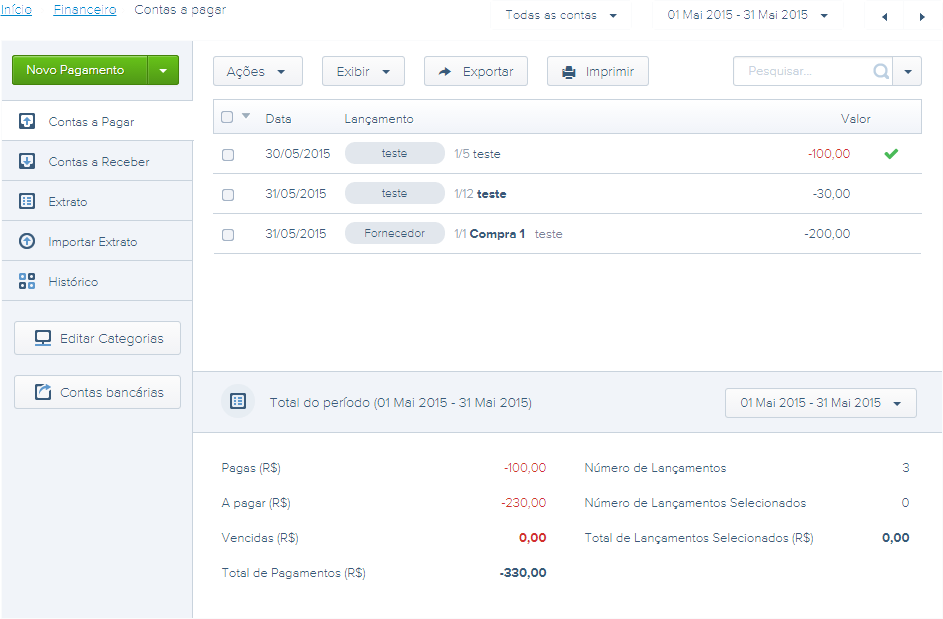 Início Financeiro Contas a pagar Todas as contas 01 Mai 2015 - 31 Mai 2015
Novo Pagamento Ações Exibir Exportar Imprimir Pesquisar...
Data Lançamento Valor
Contas a Pagar
30/05/2015 teste 1/5 teste -100,00
Contas a Receber
31/05/2015 teste 1/12 teste -30,00
Extrato
31/05/2015 Fornecedor 1/1 Compra 1 teste -200,00
Importar Extrato
Histórico
Editar Categorias
Contas bancárias
Total do período (01 Mai 2015 - 31 Mai 2015) 01 Mai 2015 - 31 Mai 2015
Pagas (R$) -100,00 Número de Lançamentos 3
A pagar (R$) -230,00 Número de Lançamentos Selecionados 0
Vencidas (R$) 0,00 Total de Lançamentos Selecionados (R$) 0,00
Total de Pagamentos (R$) -330,00